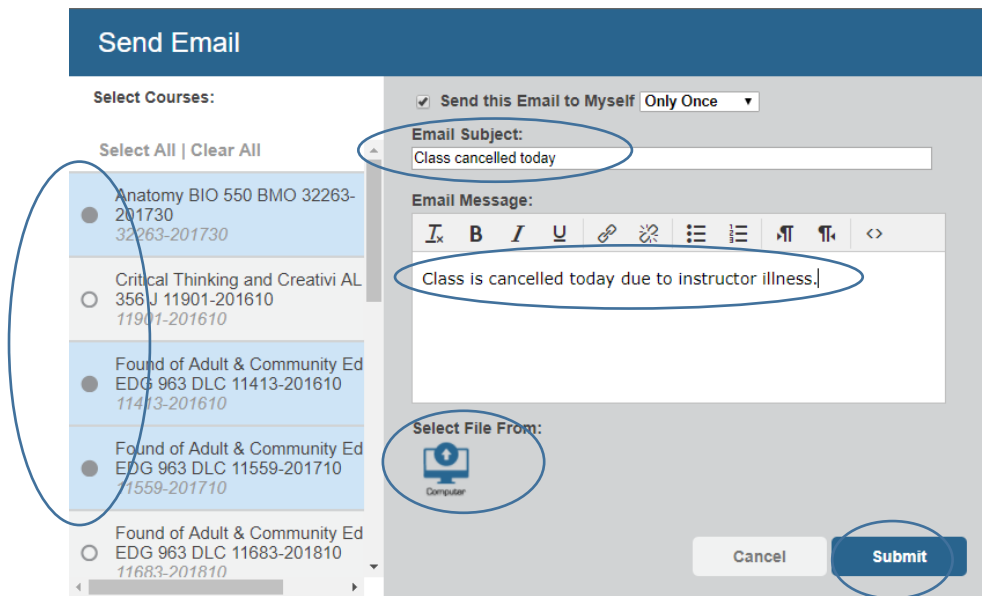 Send Email
Select Courses:
Select All | Clear All
Anatomy BIO 550 BMO 32263-
201730
32263-201730
Critical Thinking and Creativi AL
356 J 11901-201610
11901-201610
Found of Adult & Community Ed
EDG 963 DLC 11413-201610
11413-201610
Found of Adult & Community Ed
EDG 963 DLC 11559-201710
11559-201710
Found of Adult & Community Ed
EDG 963 DLC 11683-201810
11683-201810
Send this Email to Myself Only Once
Email Subject:
Class cancelled today
Email Message:
Class is cancelled today due to instructor illness.
Select File From:
Computer
Cancel
Submit